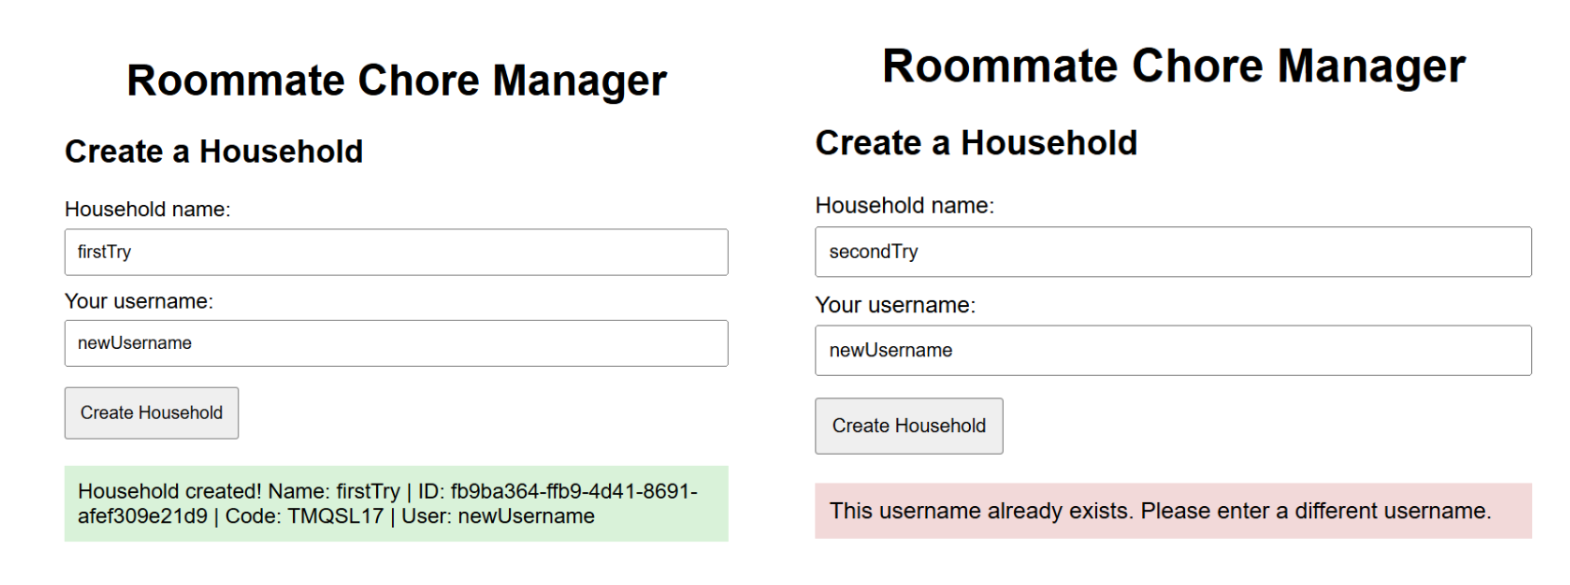 Roommate Chore Manager
Create a Household
Household name:
firstTry
Your username:
newUsername
Create Household
Household created! Name: firstTry | ID: fb9ba364-ffb9-4d41-8691-
afef309e21d9 | Code: TMQSL17 | User: newUsername
Roommate Chore Manager
Create a Household
Household name:
secondTry
Your username:
newUsername
Create Household
This username already exists. Please enter a different username.